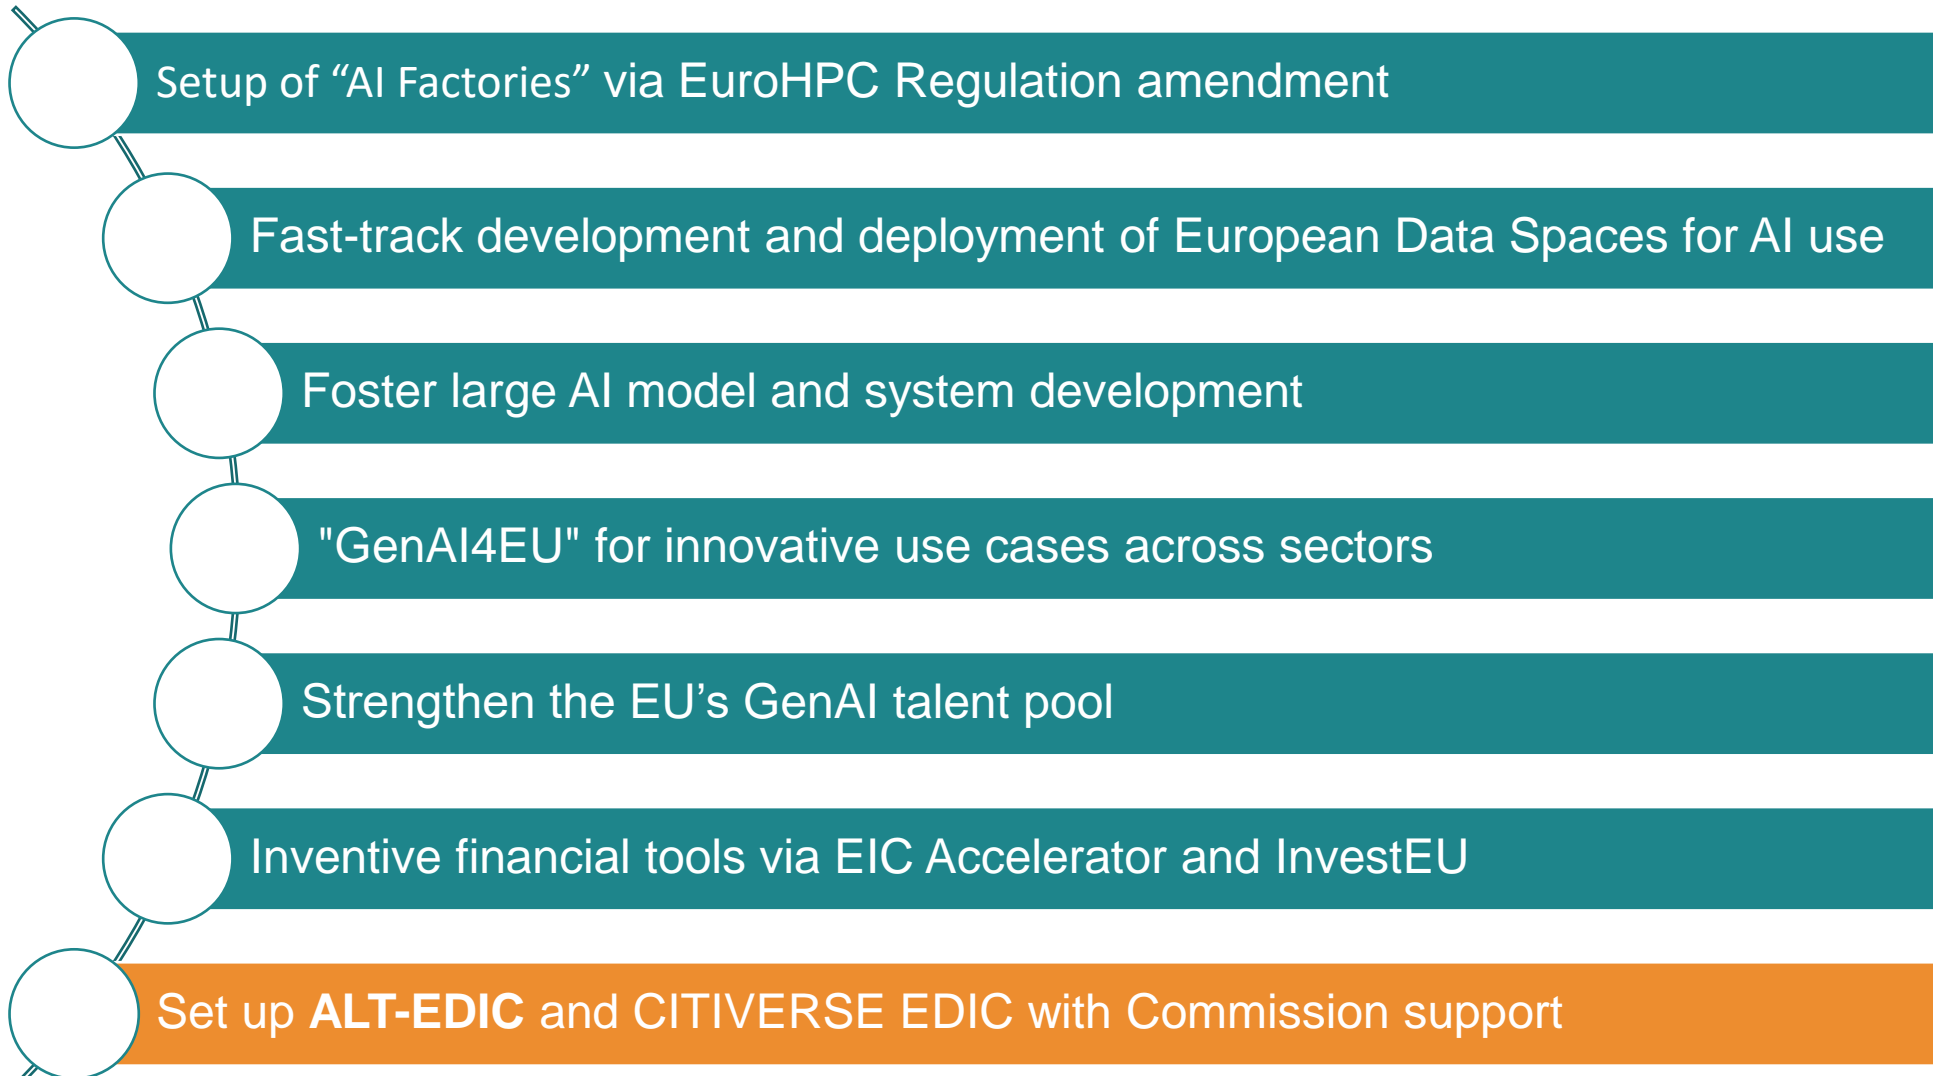 Setup of “AI Factories” via EuroHPC Regulation amendment
Fast-track development and deployment of European Data Spaces for AI use
Foster large AI model and system development
"GenAI4EU" for innovative use cases across sectors
Strengthen the EU’s GenAI talent pool
Inventive financial tools via EIC Accelerator and InvestEU
Set up ALT-EDIC and CITIVERSE EDIC with Commission support